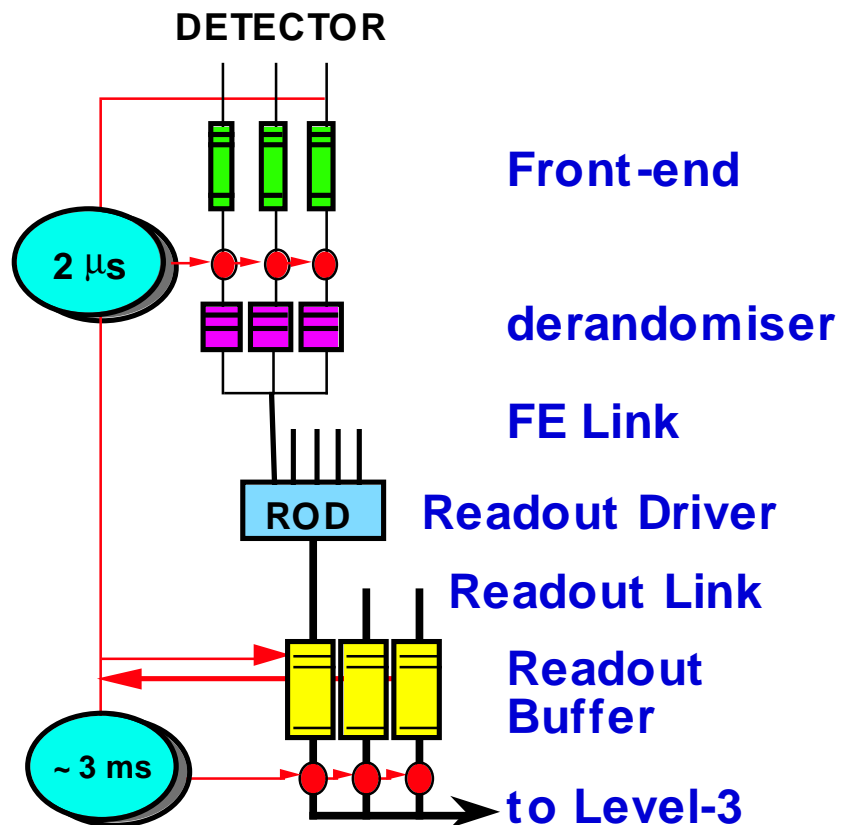 DETECTOR
Front-end
2 μs
derandomiser
FE Link
ROD
Readout Driver
Readout Link
Readout
Buffer
~ 3 ms
to Level-3